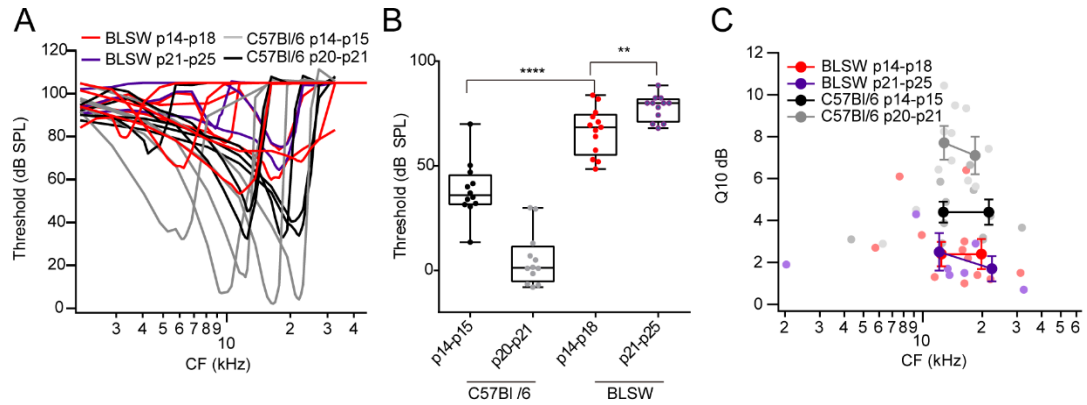 A
BLSW p14-p18
C57Bl/6 p14-p15
BLSW p21-p25
C57Bl/6 p20-p21
120
100
80
60
40
20
0
Threshold (dB SPL)
3 4 5 6 7 8 9 10 2 3 4
CF (kHz)
B
****
**
100
50
0
Threshold (dB SPL)
p14-p15
p20-p21
p14-p18
p21-p25
C57Bl /6
BLSW
C
BLSW p14-p18
BLSW p21-p25
C57Bl/6 p14-p15
C57Bl/6 p20-p21
12
10
8
6
4
2
0
Q10 dB
2 3 4 5 6 7 8 9 10 2 3 4 5 6
CF (kHz)